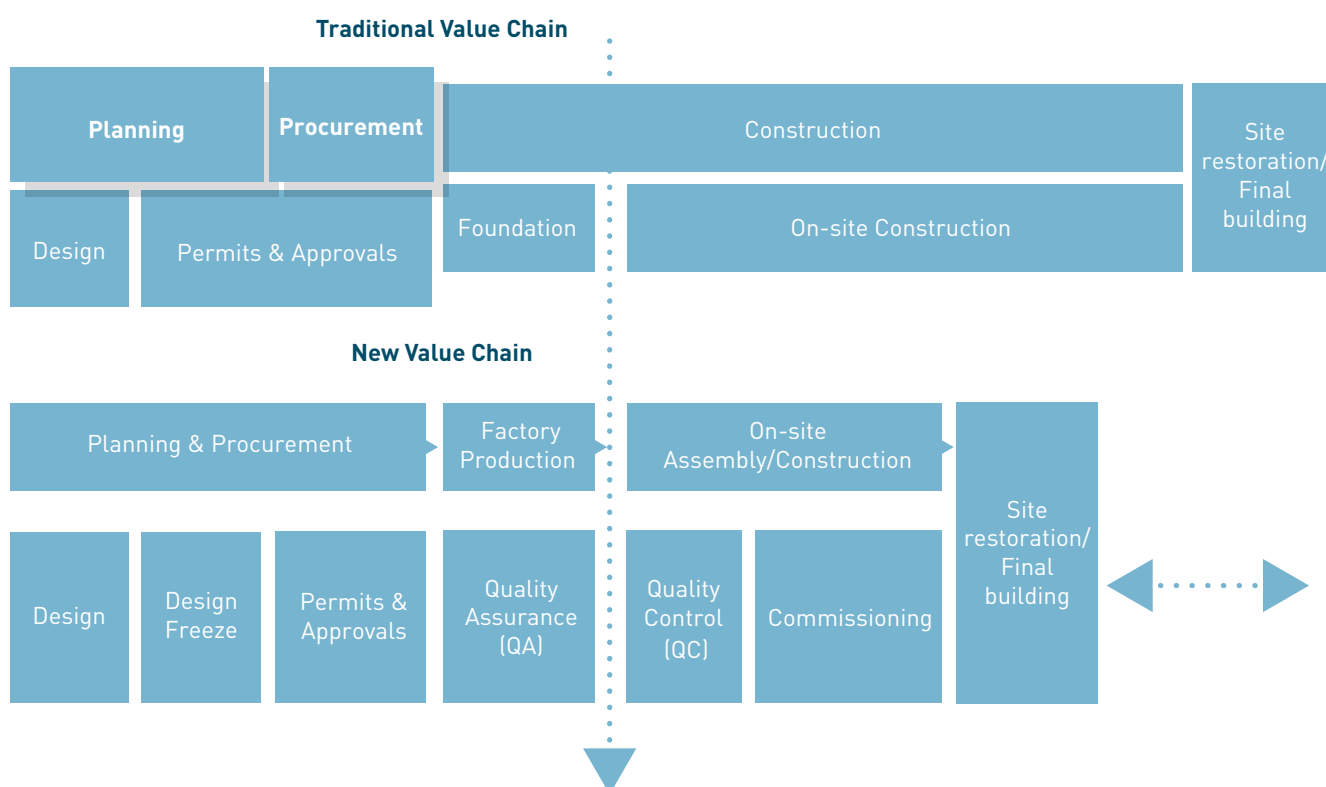 Traditional Value Chain
Planning
Procurement
Construction
Site
restoration/
Final
building
Design
Permits & Approvals
Foundation
On-site Construction
New Value Chain
Planning & Procurement
Factory
Production
On-site
Assembly/Construction
Site
restoration/
Final
building
Design
Design
Freeze
Permits &
Approvals
Quality
Assurance
(QA)
Quality
Control
(QC)
Commissioning